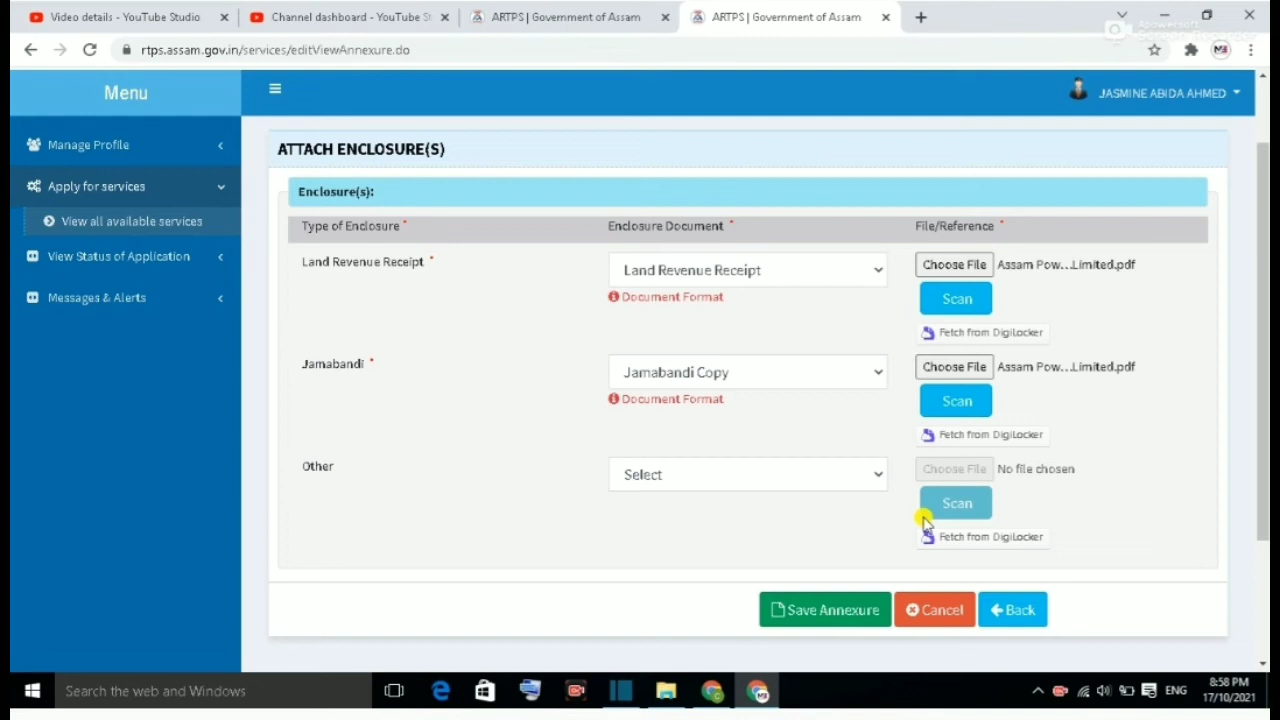 Video details - YouTube Studio
Channel dashboard - YouTube St
ARTPS | Government of Assam
ARTPS | Government of Assam
rtps.assam.gov.in/services/editViewAnnexure.do
Apowersoft
Screen Recorder
Menu
JASMINE ABIDA AHMED
Manage Profile
Apply for services
View all available services
View Status of Application
Messages & Alerts
ATTACH ENCLOSURE(S)
Enclosure(s):
Type of Enclosure *
Enclosure Document *
File/Reference *
Land Revenue Receipt *
Land Revenue Receipt
Document Format
Choose File Assam Pow...Limited.pdf
Scan
Fetch from DigiLocker
Jamabandi *
Jamabandi Copy
Document Format
Choose File Assam Pow...Limited.pdf
Scan
Fetch from DigiLocker
Other
Select
Choose File No file chosen
Scan
Fetch from DigiLocker
Save Annexure
Cancel
Back
Search the web and Windows
ENG
8:58 PM
17/10/2021